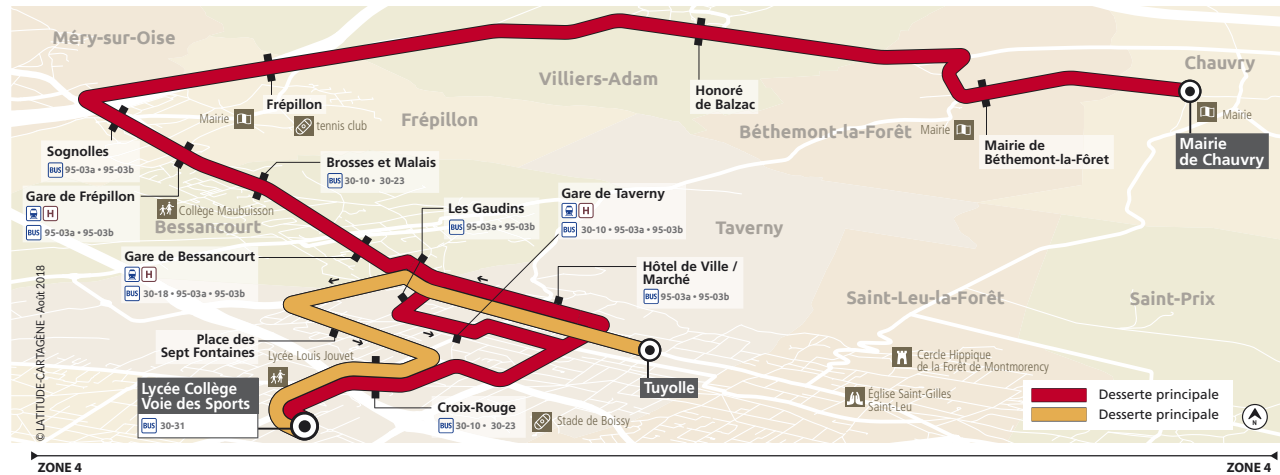 Méry-sur-Oise
Chauvry
Villiers-Adam
Honoré
de Balzac
Frépillon
Mairie
tennis club
Frépillon
Béthemont-la-Forêt
Mairie
Mairie
Mairie de
Béthemont-la-Fôret
Mairie
de Chauvry
Sognolles
BUS 95-03a • 95-03b
Brosses et Malais
BUS 30-10 • 30-23
Gare de Frépillon
H
BUS 95-03a • 95-03b
Collège Maubuisson
Bessancourt
Les Gaudins
BUS 95-03a • 95-03b
Gare de Taverny
H
BUS 30-10 • 95-03a • 95-03b
Taverny
Gare de Bessancourt
H
BUS 30-18 • 95-03a • 95-03b
Hôtel de Ville /
Marché
BUS 95-03a • 95-03b
Saint-Leu-la-Forêt
Saint-Prix
Place des
Sept Fontaines
Lycée Louis Jouvet
Cercle Hippique
de la Forêt de Montmorency
Tuyolle
Lycée Collège
Voie des Sports
BUS 30-31
Croix-Rouge
BUS 30-10 • 30-23
Stade de Boissy
Église Saint-Gilles
Saint-Leu
Desserte principale
Desserte principale
N
© LATITUDE-CARTAGÈNE - Août 2018
ZONE 4
ZONE 4